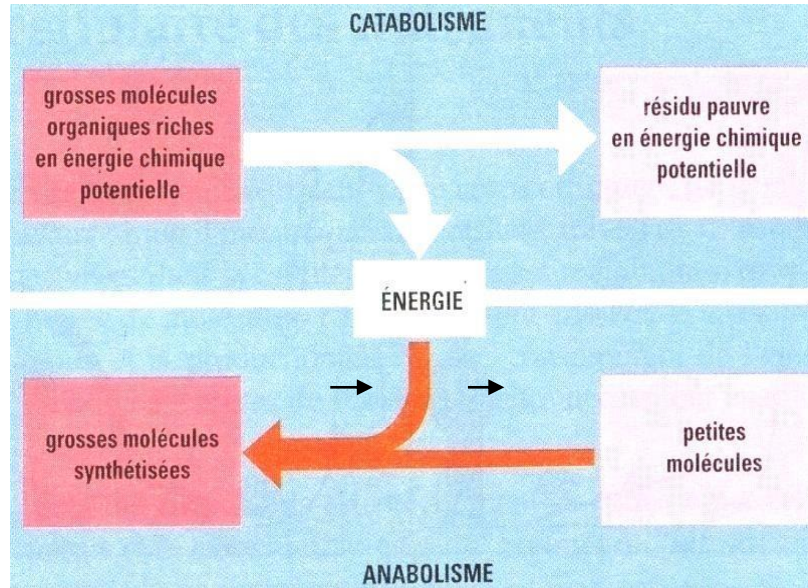 CATABOLISME
grosses molécules
organiques riches
en énergie chimique
potentielle
résidu pauvre
en énergie chimique
potentielle
ÉNERGIE
grosses molécules
synthétisées
petites
molécules
ANABOLISME